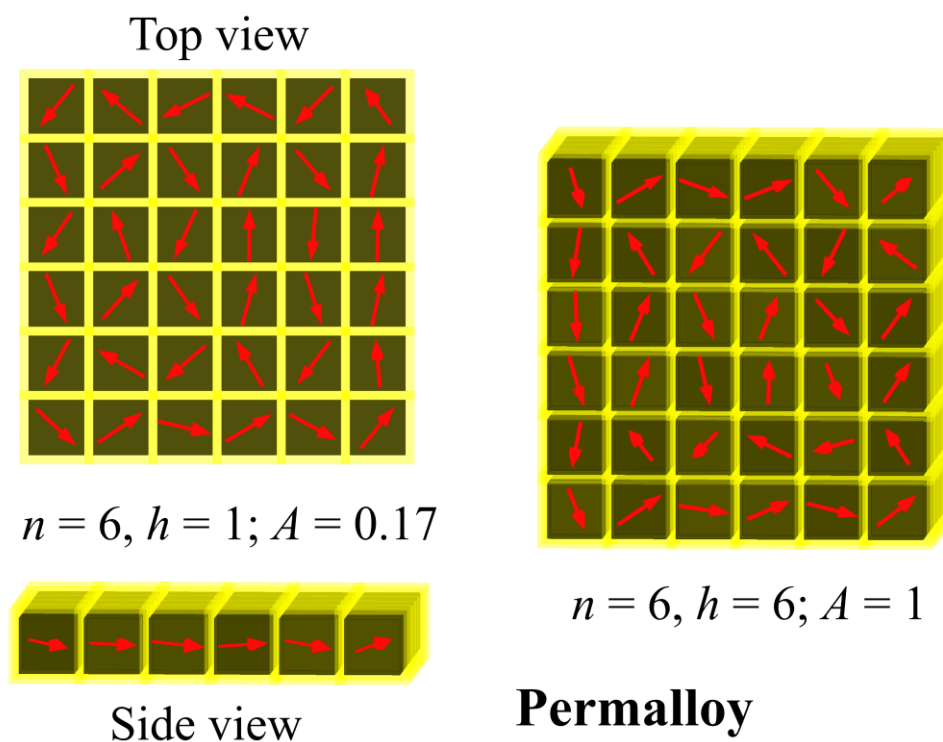 Top view
n = 6, h = 1; A = 0.17
Side view
n = 6, h = 6; A = 1
Permalloy